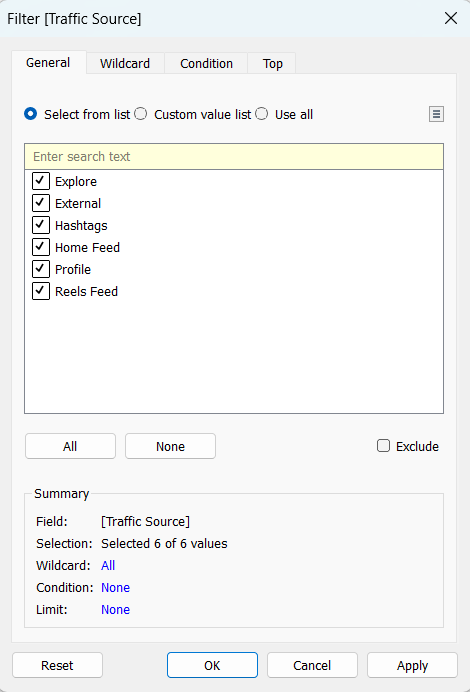 Filter [Traffic Source]
General Wildcard Condition Top
Select from list Custom value list Use all
Enter search text
Explore
External
Hashtags
Home Feed
Profile
Reels Feed
All None Exclude
Summary
Field: [Traffic Source]
Selection: Selected 6 of 6 values
Wildcard: All
Condition: None
Limit: None
Reset OK Cancel Apply